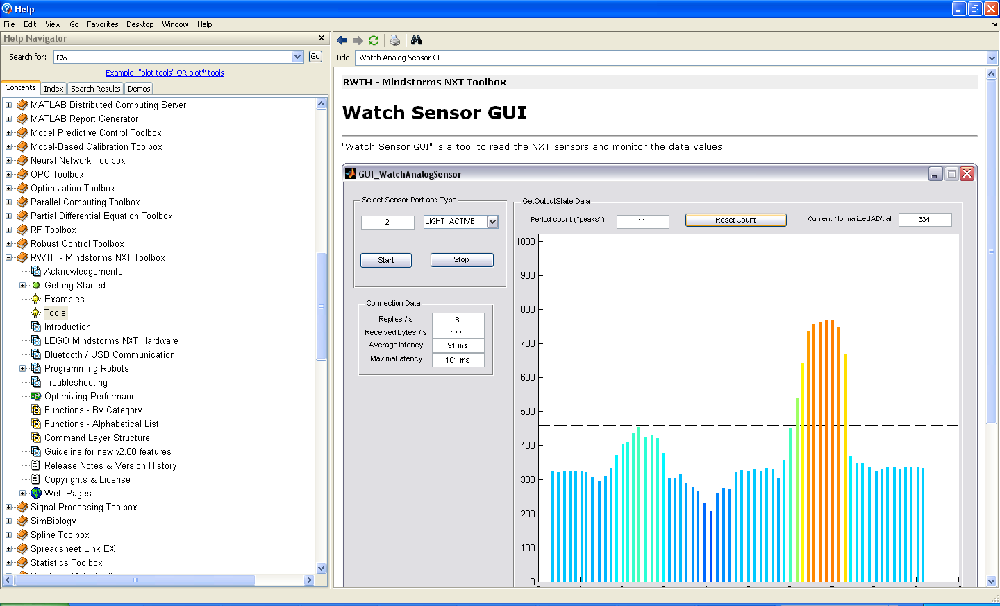 Help
File Edit View Go Favorites Desktop Window Help
Help Navigator
Search for: rtw Go
Example: "plot tools" OR plot* tools
Contents Index Search Results Demos
MATLAB Distributed Computing Server
MATLAB Report Generator
Model Predictive Control Toolbox
Model-Based Calibration Toolbox
Neural Network Toolbox
OPC Toolbox
Optimization Toolbox
Parallel Computing Toolbox
Partial Differential Equation Toolbox
RF Toolbox
Robust Control Toolbox
RWTH - Mindstorms NXT Toolbox
Acknowledgements
Getting Started
Examples
Tools
Introduction
LEGO Mindstorms NXT Hardware
Bluetooth / USB Communication
Programming Robots
Troubleshooting
Optimizing Performance
Functions - By Category
Functions - Alphabetical List
Command Layer Structure
Guideline for new v2.00 features
Release Notes & Version History
Copyrights & License
Web Pages
Signal Processing Toolbox
SimBiology
Spline Toolbox
Spreadsheet Link EX
Statistics Toolbox
Title: Watch Analog Sensor GUI
RWTH - Mindstorms NXT Toolbox
Watch Sensor GUI
"Watch Sensor GUI" is a tool to read the NXT sensors and monitor the data values.
GUI_WatchAnalogSensor
Select Sensor Port and Type
2 LIGHT_ACTIVE
Start Stop
Connection Data
Replies / s 8
Received bytes / s 144
Average latency 91 ms
Maximal latency 101 ms
GetOutputState Data
Period count ("peaks") 11 Reset Count Current NormalizedADVal 334
1000
900
800
700
600
500
400
300
200
100
0